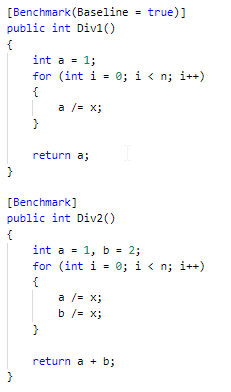 [Benchmark(Baseline = true)]
public int Div1()
{
    int a = 1;
    for (int i = 0; i < n; i++)
    {
        a /= x;
    }

    return a;
}

[Benchmark]
public int Div2()
{
    int a = 1, b = 2;
    for (int i = 0; i < n; i++)
    {
        a /= x;
        b /= x;
    }

    return a + b;
}